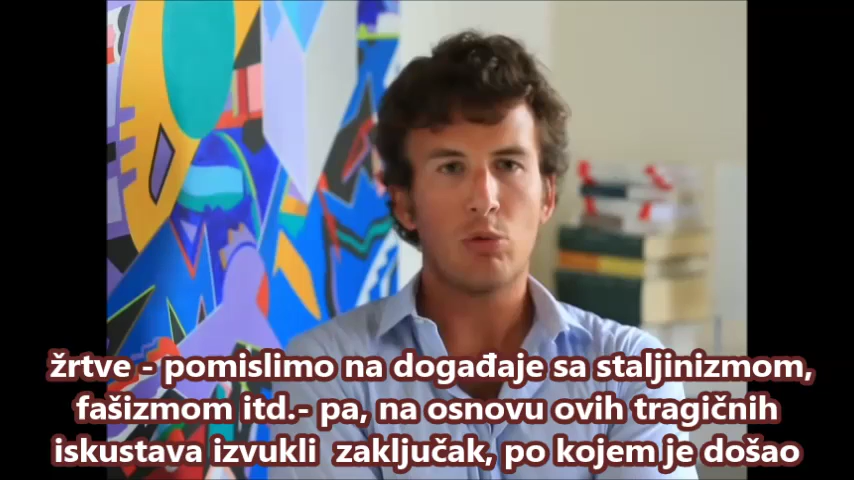 žrtve - pomislimo na događaje sa staljinizmom,
fašizmom itd.- pa, na osnovu ovih tragičnih
iskustava izvukli  zaključak, po kojem je došao